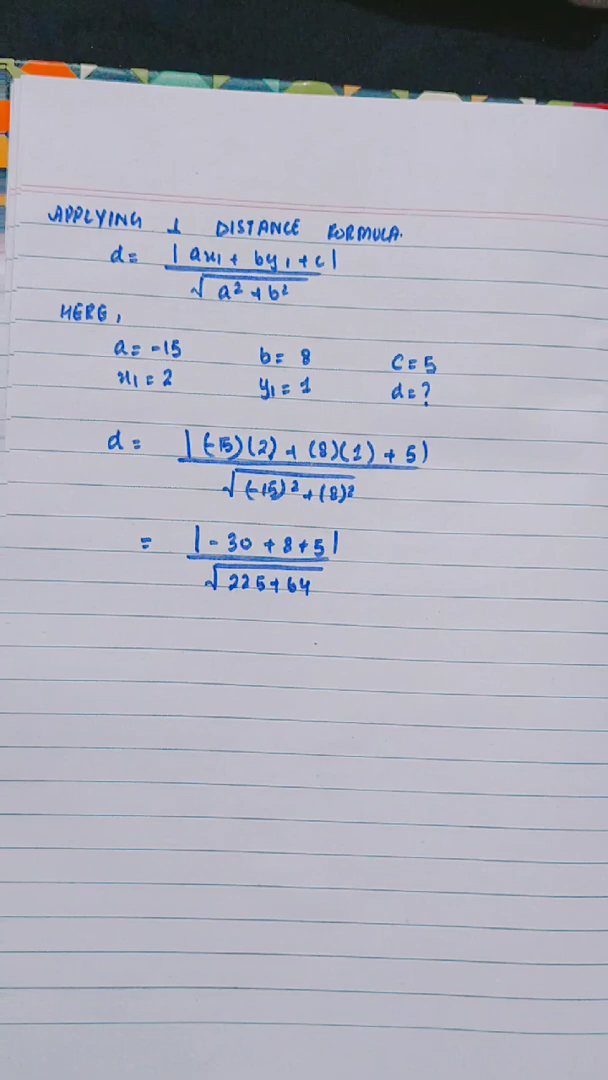 APPLYING ⊥ DISTANCE FORMULA.
d = |ax₁ + by₁ + c|
√a² + b²
HERE,
a = -15 b = 8 c = 5
x₁ = 2 y₁ = 1 d = ?
d = |(-15)(2) + (8)(1) + 5|
√(-15)² + (8)²
= |-30 + 8 + 5|
√225 + 64